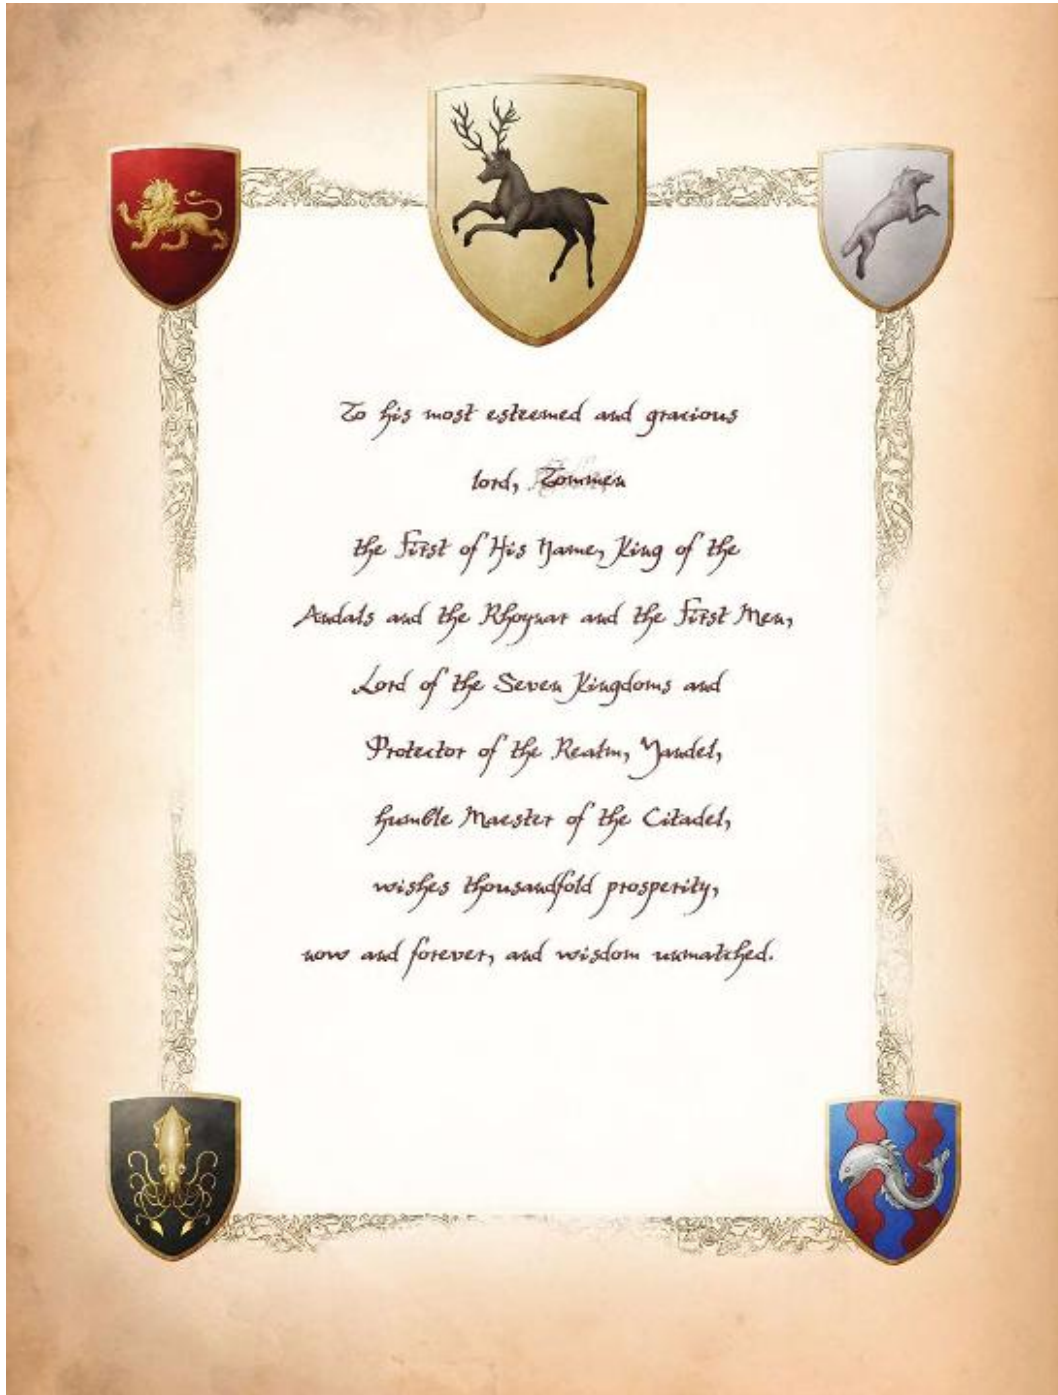 To his most esteemed and gracious
lord, Tommen
the First of His Name, King of the
Andals and the Rhoynar and the First Men,
Lord of the Seven Kingdoms and
Protector of the Realm, Yandel,
humble Maester of the Citadel,
wishes thousandfold prosperity,
now and forever, and wisdom unmatched.